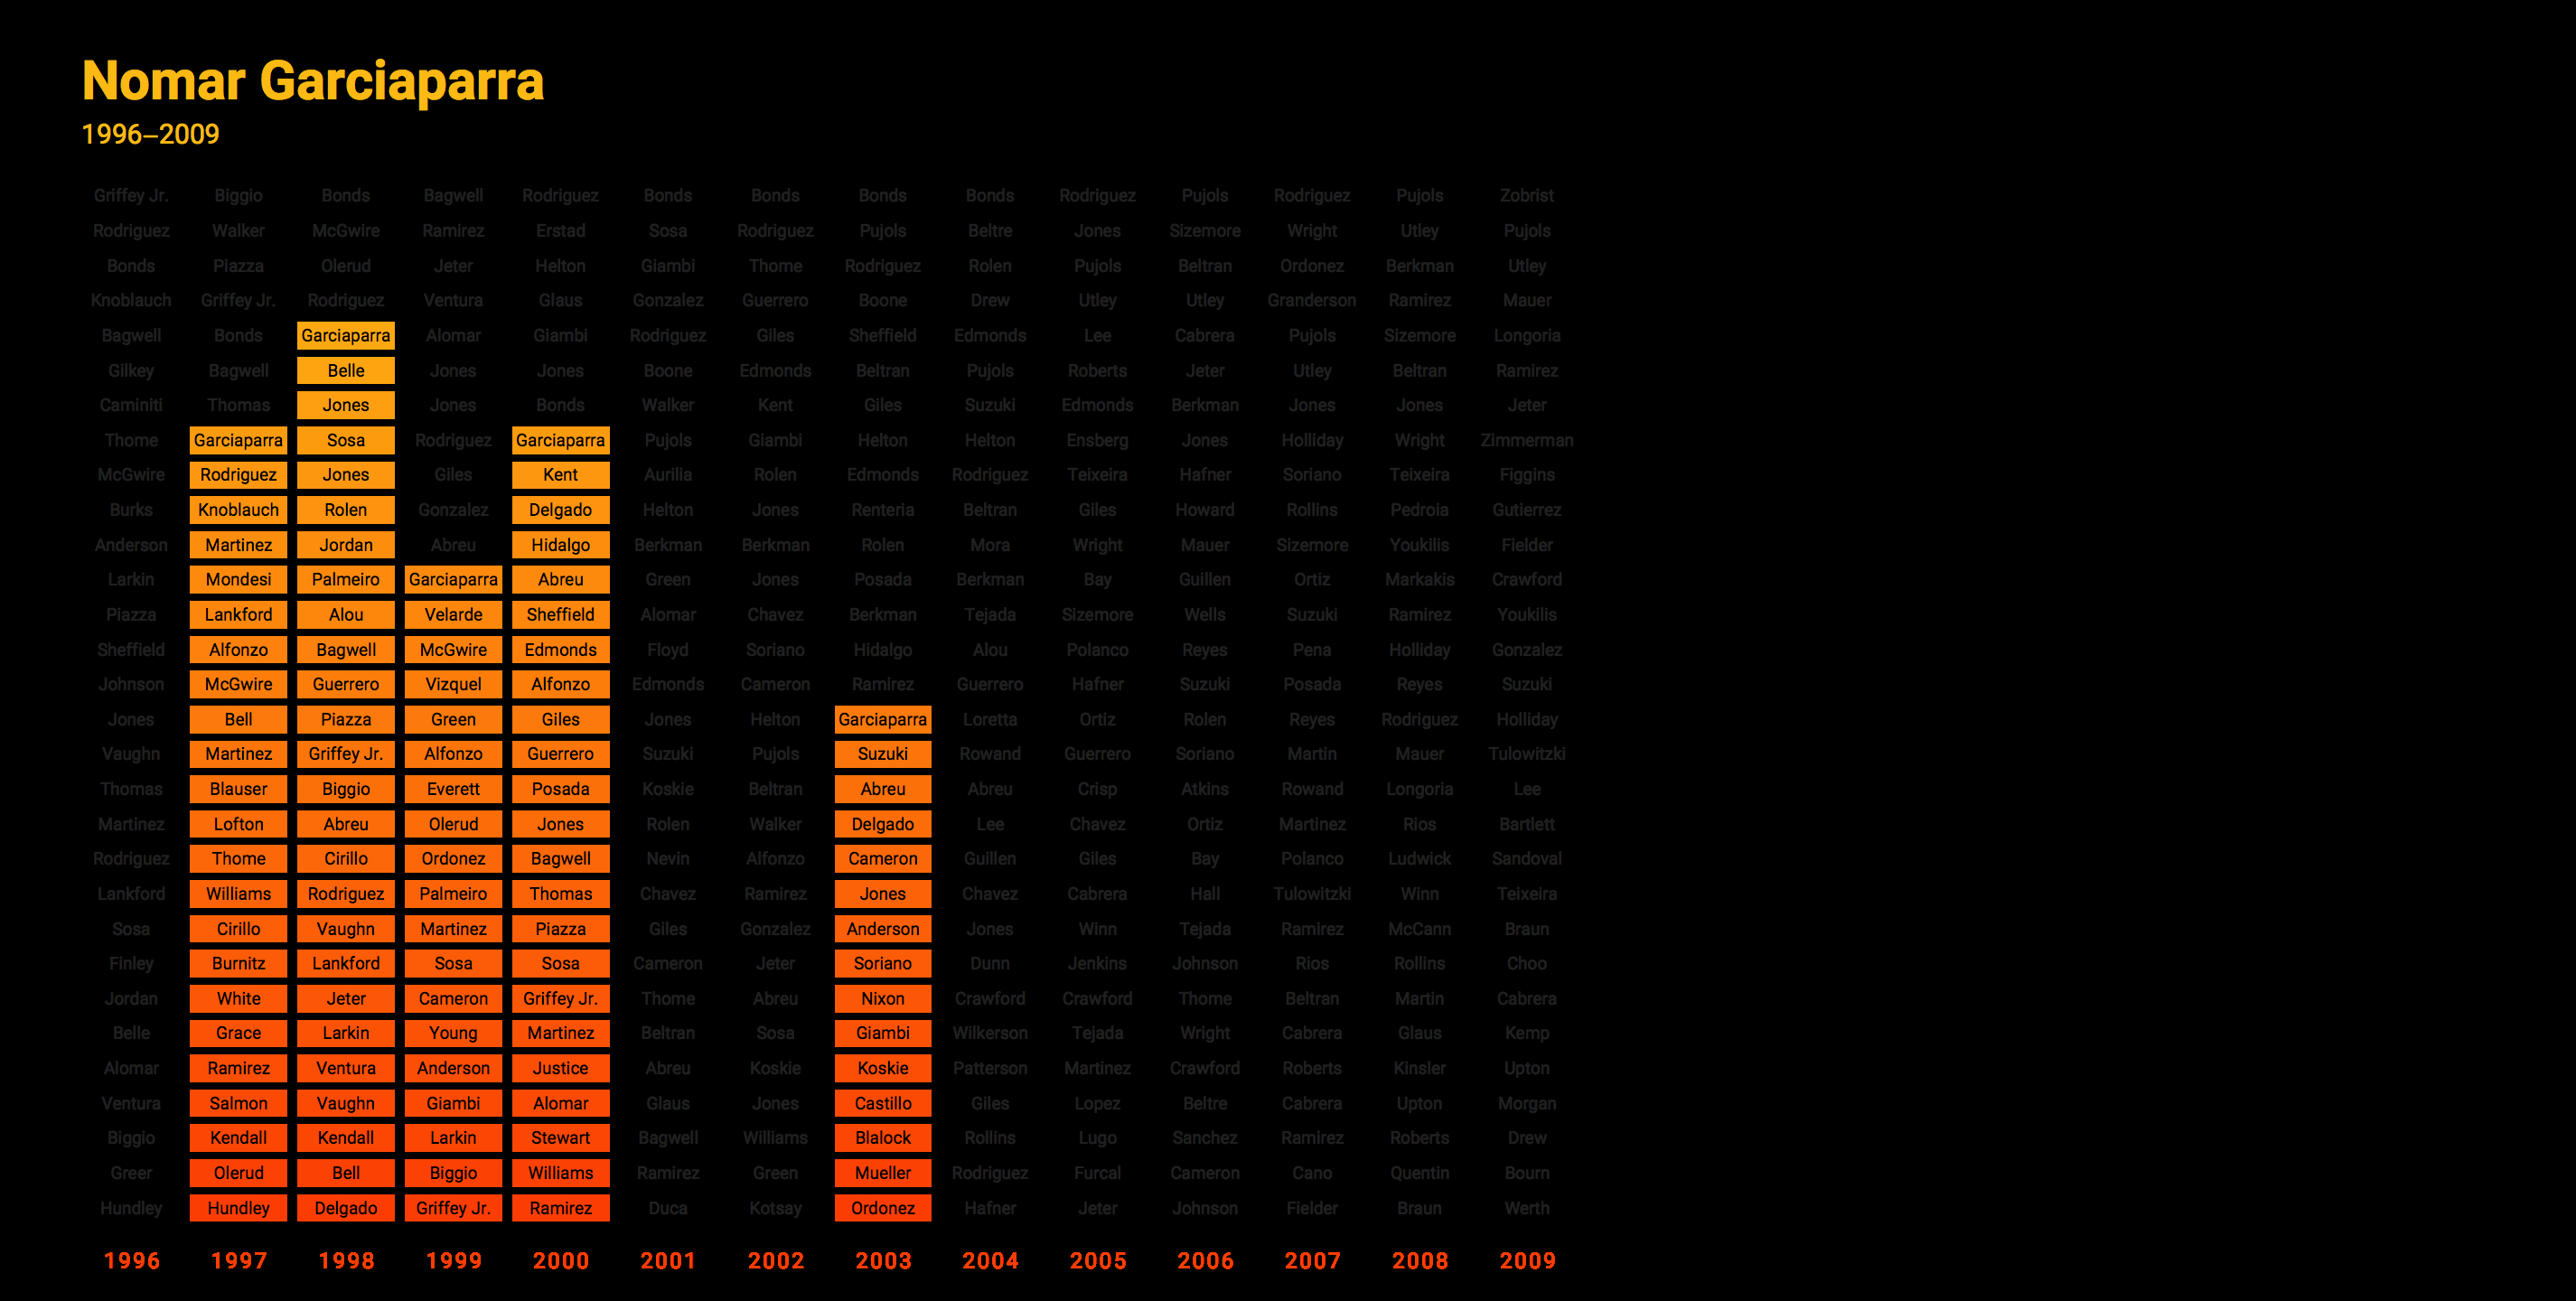 Nomar Garciaparra
1996–2009
Griffey Jr. Biggio Bonds Bagwell Rodriguez Bonds Bonds Bonds Bonds Rodriguez Pujols Rodriguez Pujols Zobrist
Rodriguez Walker McGwire Ramirez Erstad Sosa Rodriguez Pujols Beltre Jones Sizemore Wright Utley Pujols
Bonds Piazza Olerud Jeter Helton Giambi Thome Rodriguez Rolen Pujols Beltran Ordonez Berkman Utley
Knoblauch Griffey Jr. Rodriguez Ventura Glaus Gonzalez Guerrero Boone Drew Utley Utley Granderson Ramirez Mauer
Bagwell Bonds Garciaparra Alomar Giambi Rodriguez Giles Sheffield Edmonds Lee Cabrera Pujols Sizemore Longoria
Gilkey Bagwell Belle Jones Jones Boone Edmonds Beltran Pujols Roberts Jeter Utley Beltran Ramirez
Caminiti Thomas Jones Jones Bonds Walker Kent Giles Suzuki Edmonds Berkman Jones Jones Jeter
Thome Garciaparra Sosa Rodriguez Garciaparra Pujols Giambi Helton Helton Ensberg Jones Holliday Wright Zimmerman
McGwire Rodriguez Jones Giles Kent Aurilia Rolen Edmonds Rodriguez Teixeira Hafner Soriano Teixeira Figgins
Burks Knoblauch Rolen Gonzalez Delgado Helton Jones Renteria Beltran Giles Howard Rollins Pedroia Gutierrez
Anderson Martinez Jordan Abreu Hidalgo Berkman Berkman Rolen Mora Wright Mauer Sizemore Youkilis Fielder
Larkin Mondesi Palmeiro Garciaparra Abreu Green Jones Posada Berkman Bay Guillen Ortiz Markakis Crawford
Piazza Lankford Alou Velarde Sheffield Alomar Chavez Berkman Tejada Sizemore Wells Suzuki Ramirez Youkilis
Sheffield Alfonzo Bagwell McGwire Edmonds Floyd Soriano Hidalgo Alou Polanco Reyes Pena Holliday Gonzalez
Johnson McGwire Guerrero Vizquel Alfonzo Edmonds Cameron Ramirez Guerrero Hafner Suzuki Posada Reyes Suzuki
Jones Bell Piazza Green Giles Jones Helton Garciaparra Loretta Ortiz Rolen Reyes Rodriguez Holliday
Vaughn Martinez Griffey Jr. Alfonzo Guerrero Suzuki Pujols Suzuki Rowand Guerrero Soriano Martin Mauer Tulowitzki
Thomas Blauser Biggio Everett Posada Koskie Beltran Abreu Abreu Crisp Atkins Rowand Longoria Lee
Martinez Lofton Abreu Olerud Jones Rolen Walker Delgado Lee Chavez Ortiz Martinez Rios Bartlett
Rodriguez Thome Cirillo Ordonez Bagwell Nevin Alfonzo Cameron Guillen Giles Bay Polanco Ludwick Sandoval
Lankford Williams Rodriguez Palmeiro Thomas Chavez Ramirez Jones Chavez Cabrera Hall Tulowitzki Winn Teixeira
Sosa Cirillo Vaughn Martinez Piazza Giles Gonzalez Anderson Jones Winn Tejada Ramirez McCann Braun
Finley Burnitz Lankford Sosa Sosa Cameron Jeter Soriano Dunn Jenkins Johnson Rios Rollins Choo
Jordan White Jeter Cameron Griffey Jr. Thome Abreu Nixon Crawford Crawford Thome Beltran Martin Cabrera
Belle Grace Larkin Young Martinez Beltran Sosa Giambi Wilkerson Tejada Wright Cabrera Glaus Kemp
Alomar Ramirez Ventura Anderson Justice Abreu Koskie Koskie Patterson Martinez Crawford Roberts Kinsler Upton
Ventura Salmon Vaughn Giambi Alomar Glaus Jones Castillo Giles Lopez Beltre Cabrera Upton Morgan
Biggio Kendall Kendall Larkin Stewart Bagwell Williams Blalock Rollins Lugo Sanchez Ramirez Roberts Drew
Greer Olerud Bell Biggio Williams Ramirez Green Mueller Rodriguez Furcal Cameron Cano Quentin Bourn
Hundley Hundley Delgado Griffey Jr. Ramirez Duca Kotsay Ordonez Hafner Jeter Johnson Fielder Braun Werth
1996 1997 1998 1999 2000 2001 2002 2003 2004 2005 2006 2007 2008 2009